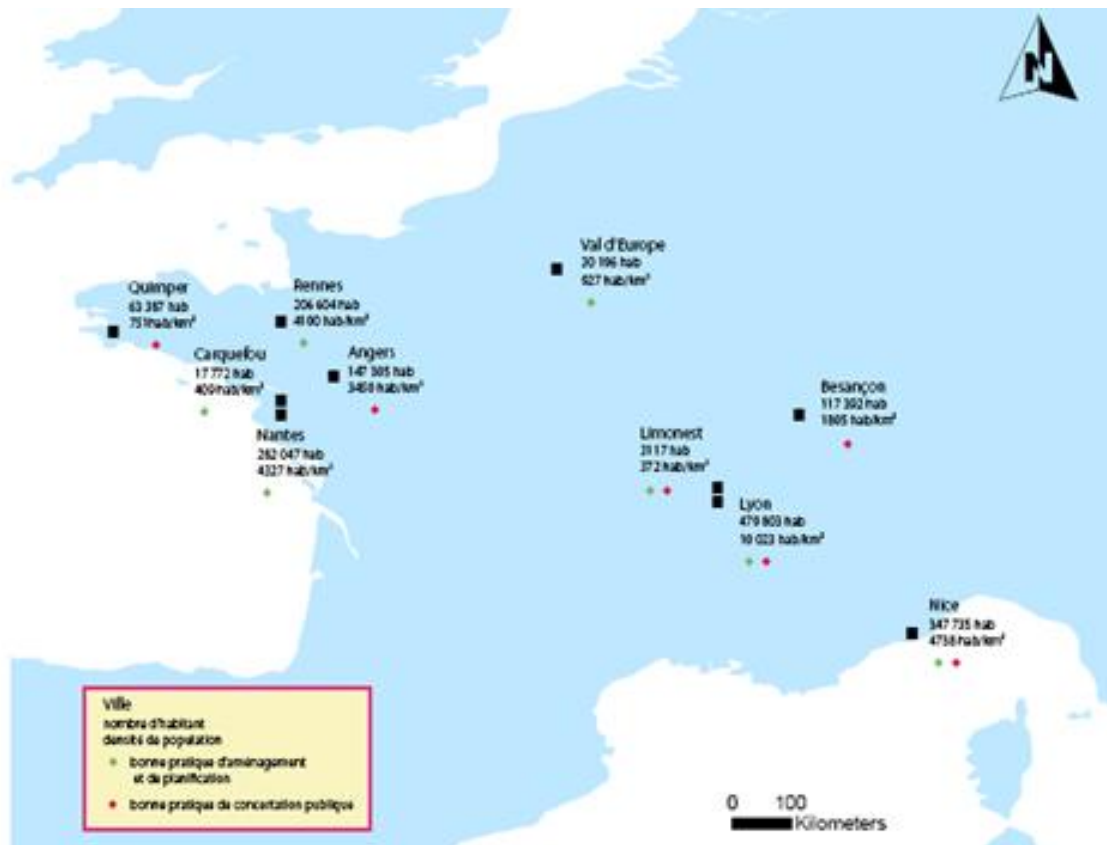 N
Val d'Europe
30 196 hab
927 hab/km²
Quimper
63 387 hab
751hab/km²
Rennes
206 604 hab
4100 hab/km²
Carquefou
17 772 hab
409 hab/km²
Angers
147 305 hab
3450 hab/km²
Besançon
117 392 hab
1805 hab/km²
Nantes
282 047 hab
4327 hab/km²
Limonest
3117 hab
372 hab/km²
Lyon
479 803 hab
10 023 hab/km²
Nice
347 735 hab
4738 hab/km²
Ville
nombre d'habitant
densité de population
bonne pratique d'aménagement
et de planification
bonne pratique de concertation publique
0 100
Kilometers